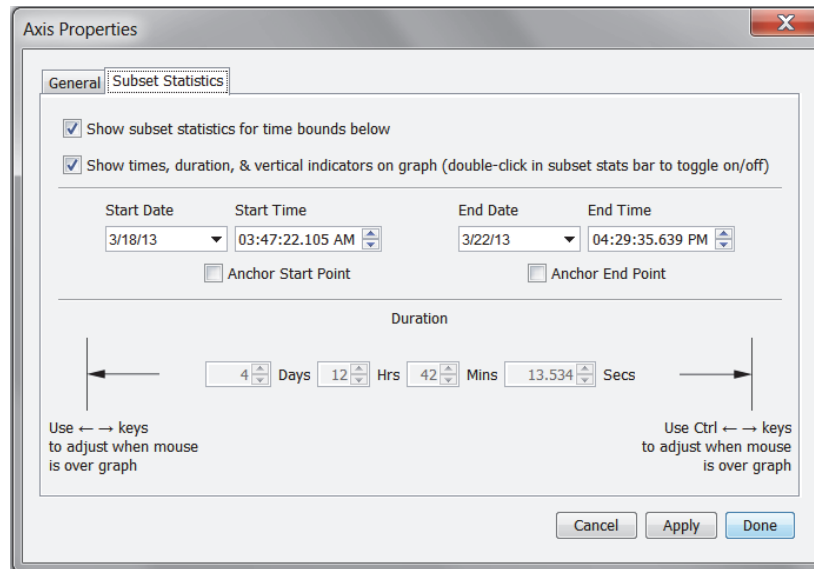 Axis Properties
General Subset Statistics
Show subset statistics for time bounds below
Show times, duration, & vertical indicators on graph (double-click in subset stats bar to toggle on/off)
Start Date Start Time End Date End Time
3/18/13 03:47:22.105 AM 3/22/13 04:29:35.639 PM
Anchor Start Point Anchor End Point
Duration
4 Days 12 Hrs 42 Mins 13.534 Secs
Use ← → keys
to adjust when mouse
is over graph
Use Ctrl ← → keys
to adjust when mouse
is over graph
Cancel Apply Done